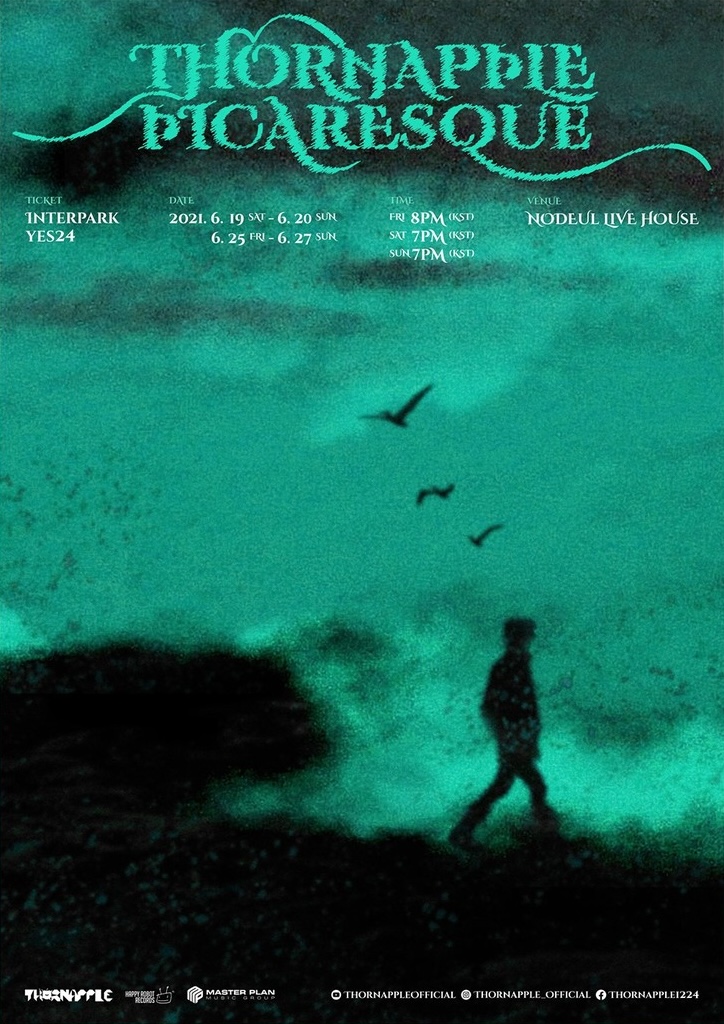 THORNAPPLE
PICARESQUE
TICKET
INTERPARK
YES24
DATE
2021. 6. 19 SAT - 6. 20 SUN
6. 25 FRI - 6. 27 SUN
TIME
FRI 8PM (KST)
SAT 7PM (KST)
SUN 7PM (KST)
VENUE
NODEUL LIVE HOUSE
THORNAPPLE
HAPPY ROBOT
RECORDS
MASTER PLAN
MUSIC GROUP
THORNAPPLEOFFICIAL
THORNAPPLE_OFFICIAL
THORNAPPLE1224